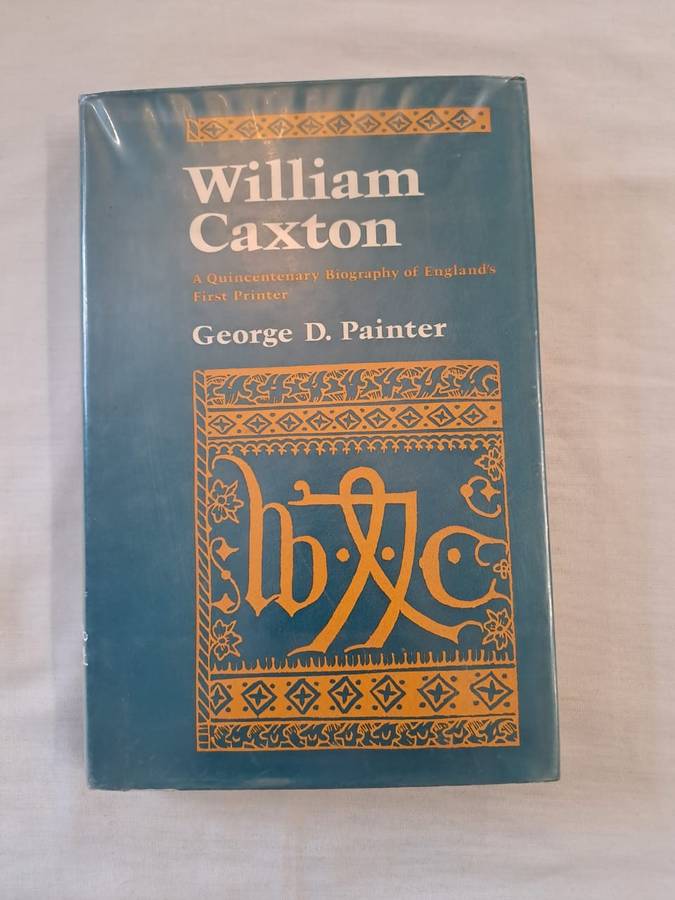 William
Caxton
A Quincentenary Biography of England's
First Printer
George D. Painter
W C